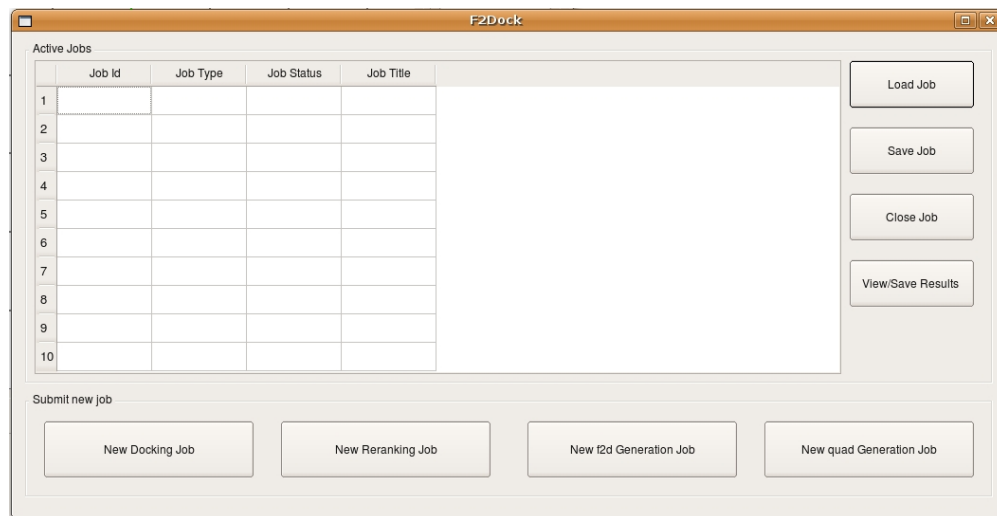 F2Dock
Active Jobs
Job Id Job Type Job Status Job Title
1
2
3
4
5
6
7
8
9
10
Load Job
Save Job
Close Job
View/Save Results
Submit new job
New Docking Job New Reranking Job New f2d Generation Job New quad Generation Job